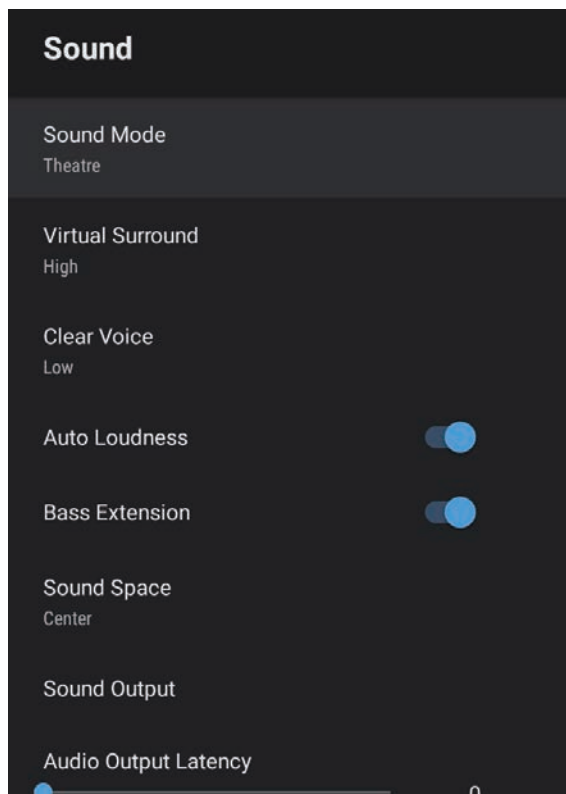 Sound
Sound Mode
Theatre
Virtual Surround
High
Clear Voice
Low
Auto Loudness
Bass Extension
Sound Space
Center
Sound Output
Audio Output Latency
0